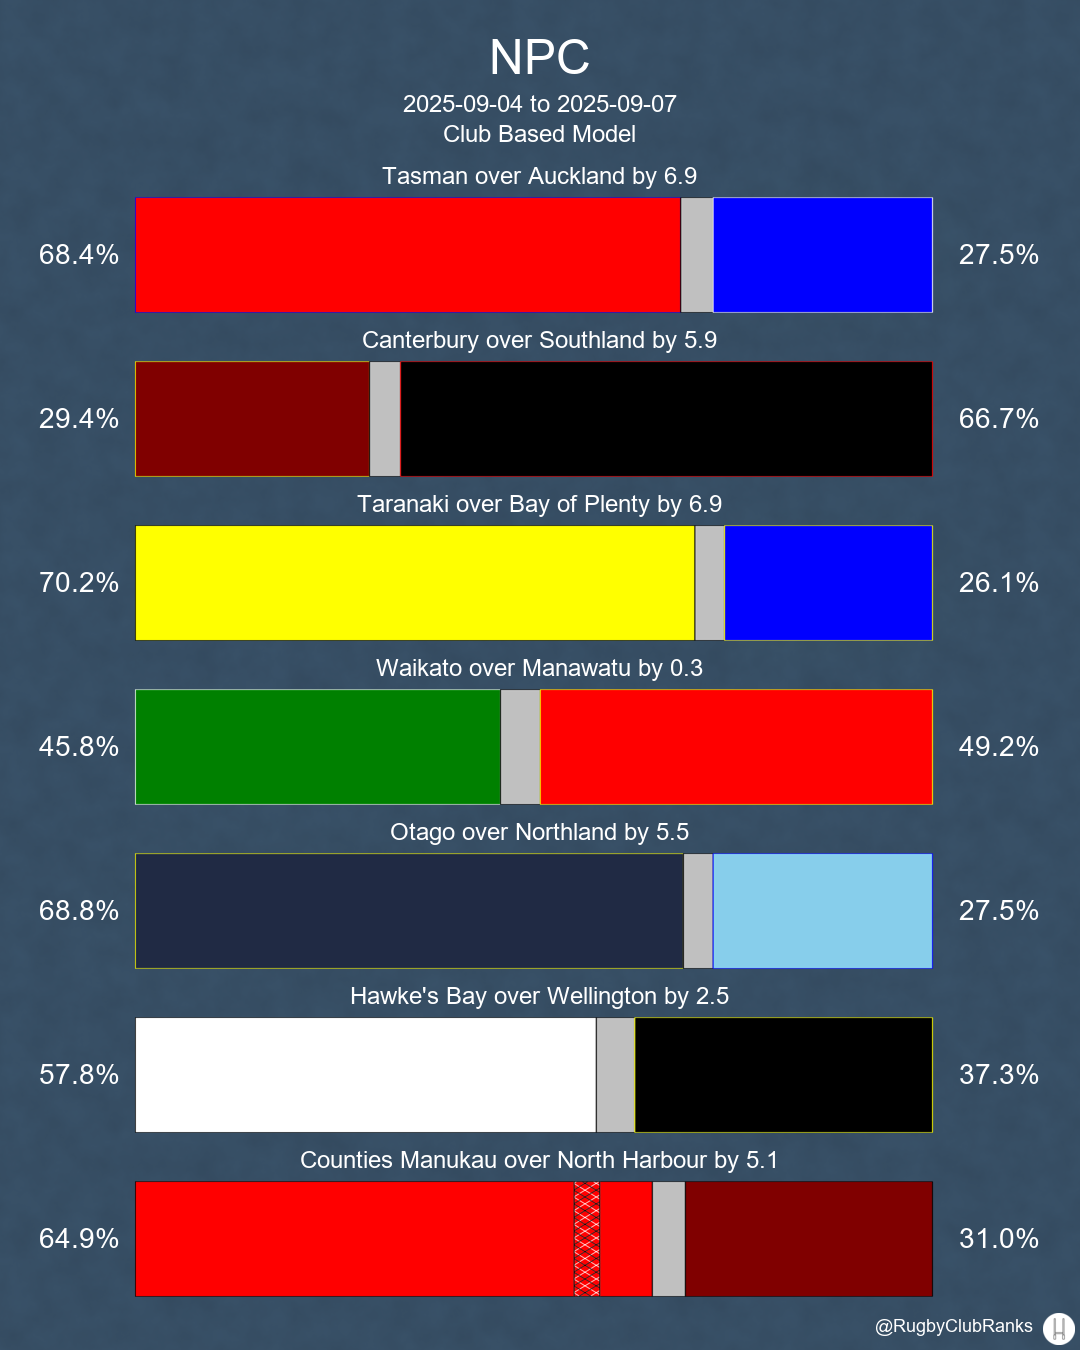 NPC
2025-09-04 to 2025-09-07
Club Based Model
Tasman over Auckland by 6.9
68.4%
27.5%
Canterbury over Southland by 5.9
29.4%
66.7%
Taranaki over Bay of Plenty by 6.9
70.2%
26.1%
Waikato over Manawatu by 0.3
45.8%
49.2%
Otago over Northland by 5.5
68.8%
27.5%
Hawke's Bay over Wellington by 2.5
57.8%
37.3%
Counties Manukau over North Harbour by 5.1
64.9%
31.0%
@RugbyClubRanks